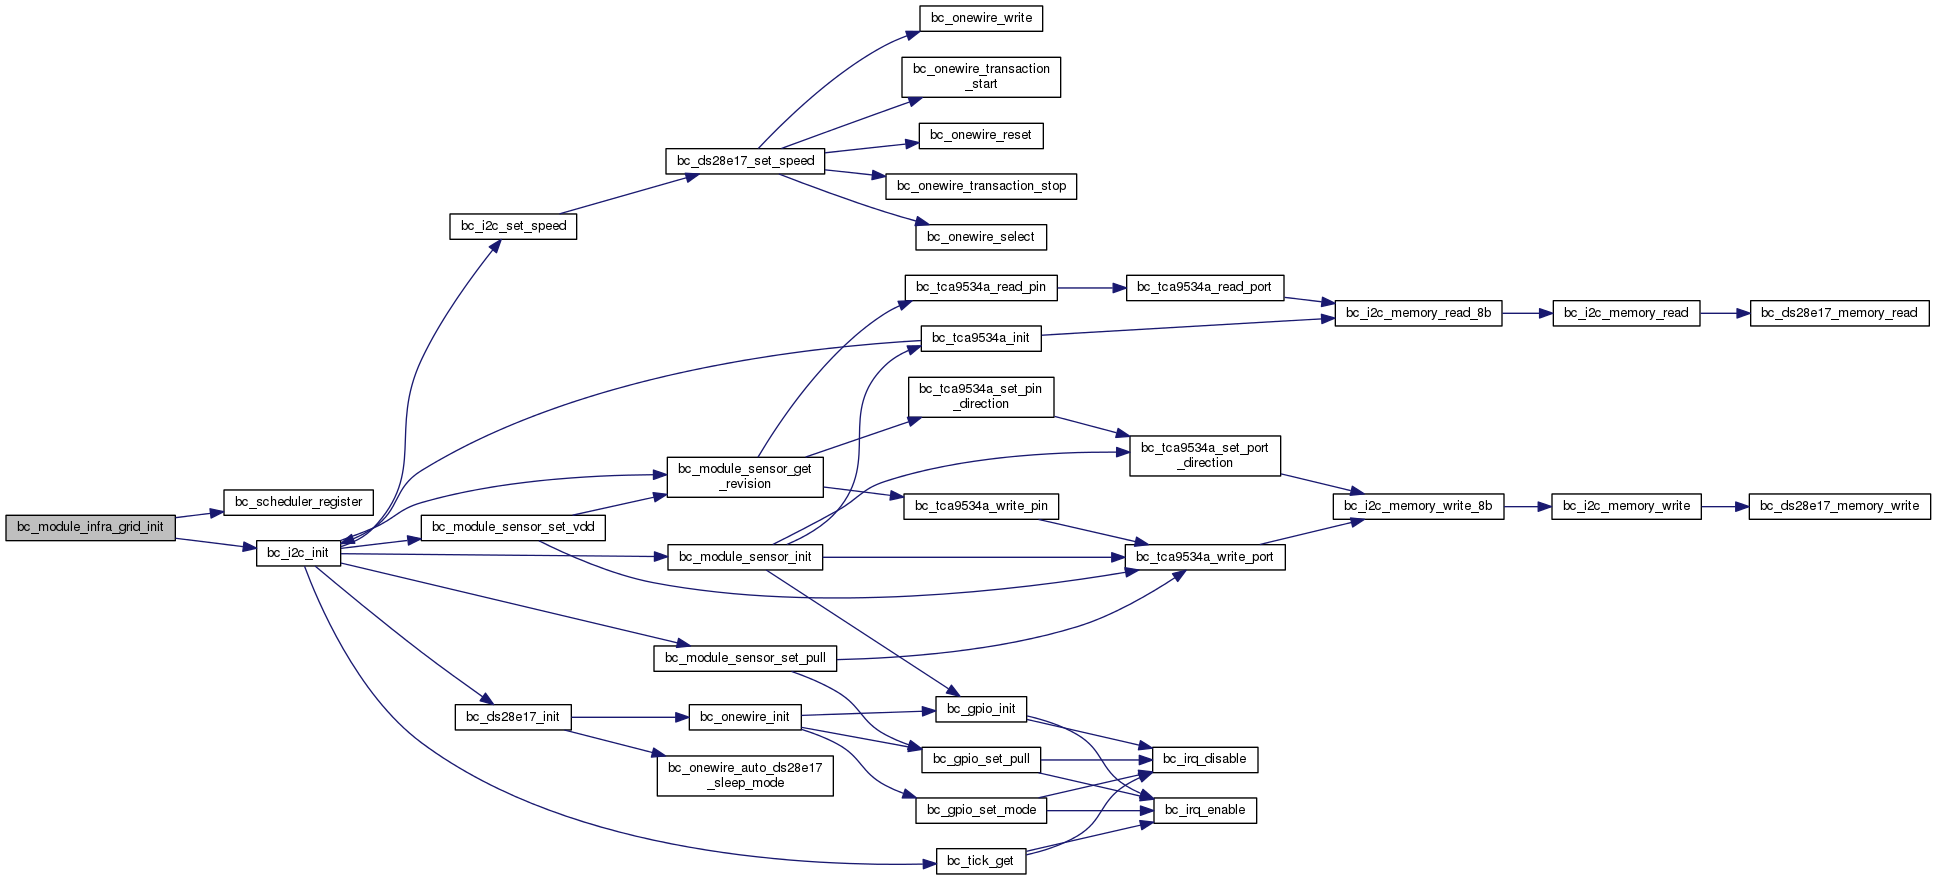 bc_onewire_write
bc_onewire_transaction
_start
bc_onewire_reset
bc_ds28e17_set_speed
bc_onewire_transaction_stop
bc_i2c_set_speed
bc_onewire_select
bc_tca9534a_read_pin
bc_tca9534a_read_port
bc_i2c_memory_read_8b
bc_i2c_memory_read
bc_ds28e17_memory_read
bc_tca9534a_init
bc_tca9534a_set_pin
_direction
bc_tca9534a_set_port
_direction
bc_module_sensor_get
_revision
bc_scheduler_register
bc_tca9534a_write_pin
bc_i2c_memory_write_8b
bc_i2c_memory_write
bc_ds28e17_memory_write
bc_module_infra_grid_init
bc_module_sensor_set_vdd
bc_i2c_init
bc_module_sensor_init
bc_tca9534a_write_port
bc_module_sensor_set_pull
bc_gpio_init
bc_ds28e17_init
bc_onewire_init
bc_gpio_set_pull
bc_irq_disable
bc_onewire_auto_ds28e17
_sleep_mode
bc_gpio_set_mode
bc_irq_enable
bc_tick_get